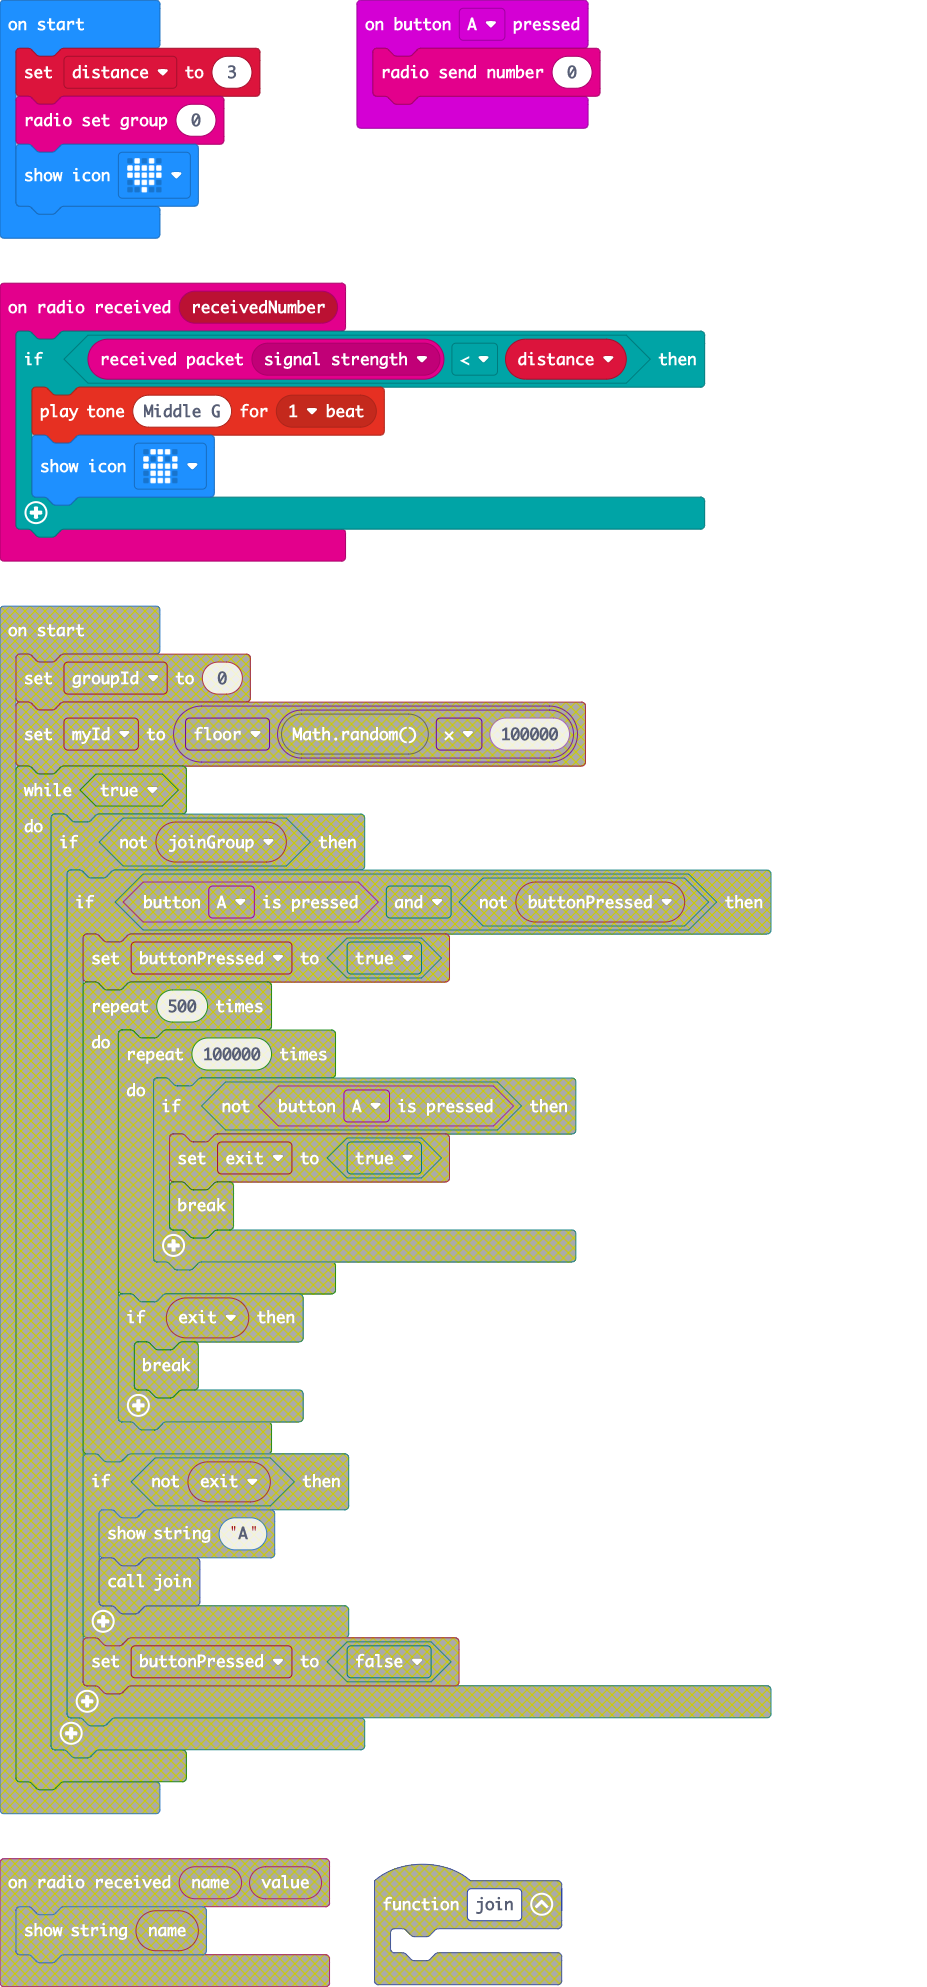 on start
set distance to 3
radio set group 0
show icon
on button A pressed
radio send number 0
on radio received receivedNumber
if received packet signal strength < distance then
play tone Middle G for 1 beat
show icon
on start
set groupId to 0
set myId to floor Math.random() × 100000
while true
do
if not joinGroup then
if button A is pressed and not buttonPressed then
set buttonPressed to true
repeat 500 times
do
repeat 100000 times
do
if not button A is pressed then
set exit to true
break
if exit then
break
if not exit then
show string "A"
call join
set buttonPressed to false
on radio received name value
show string name
function join